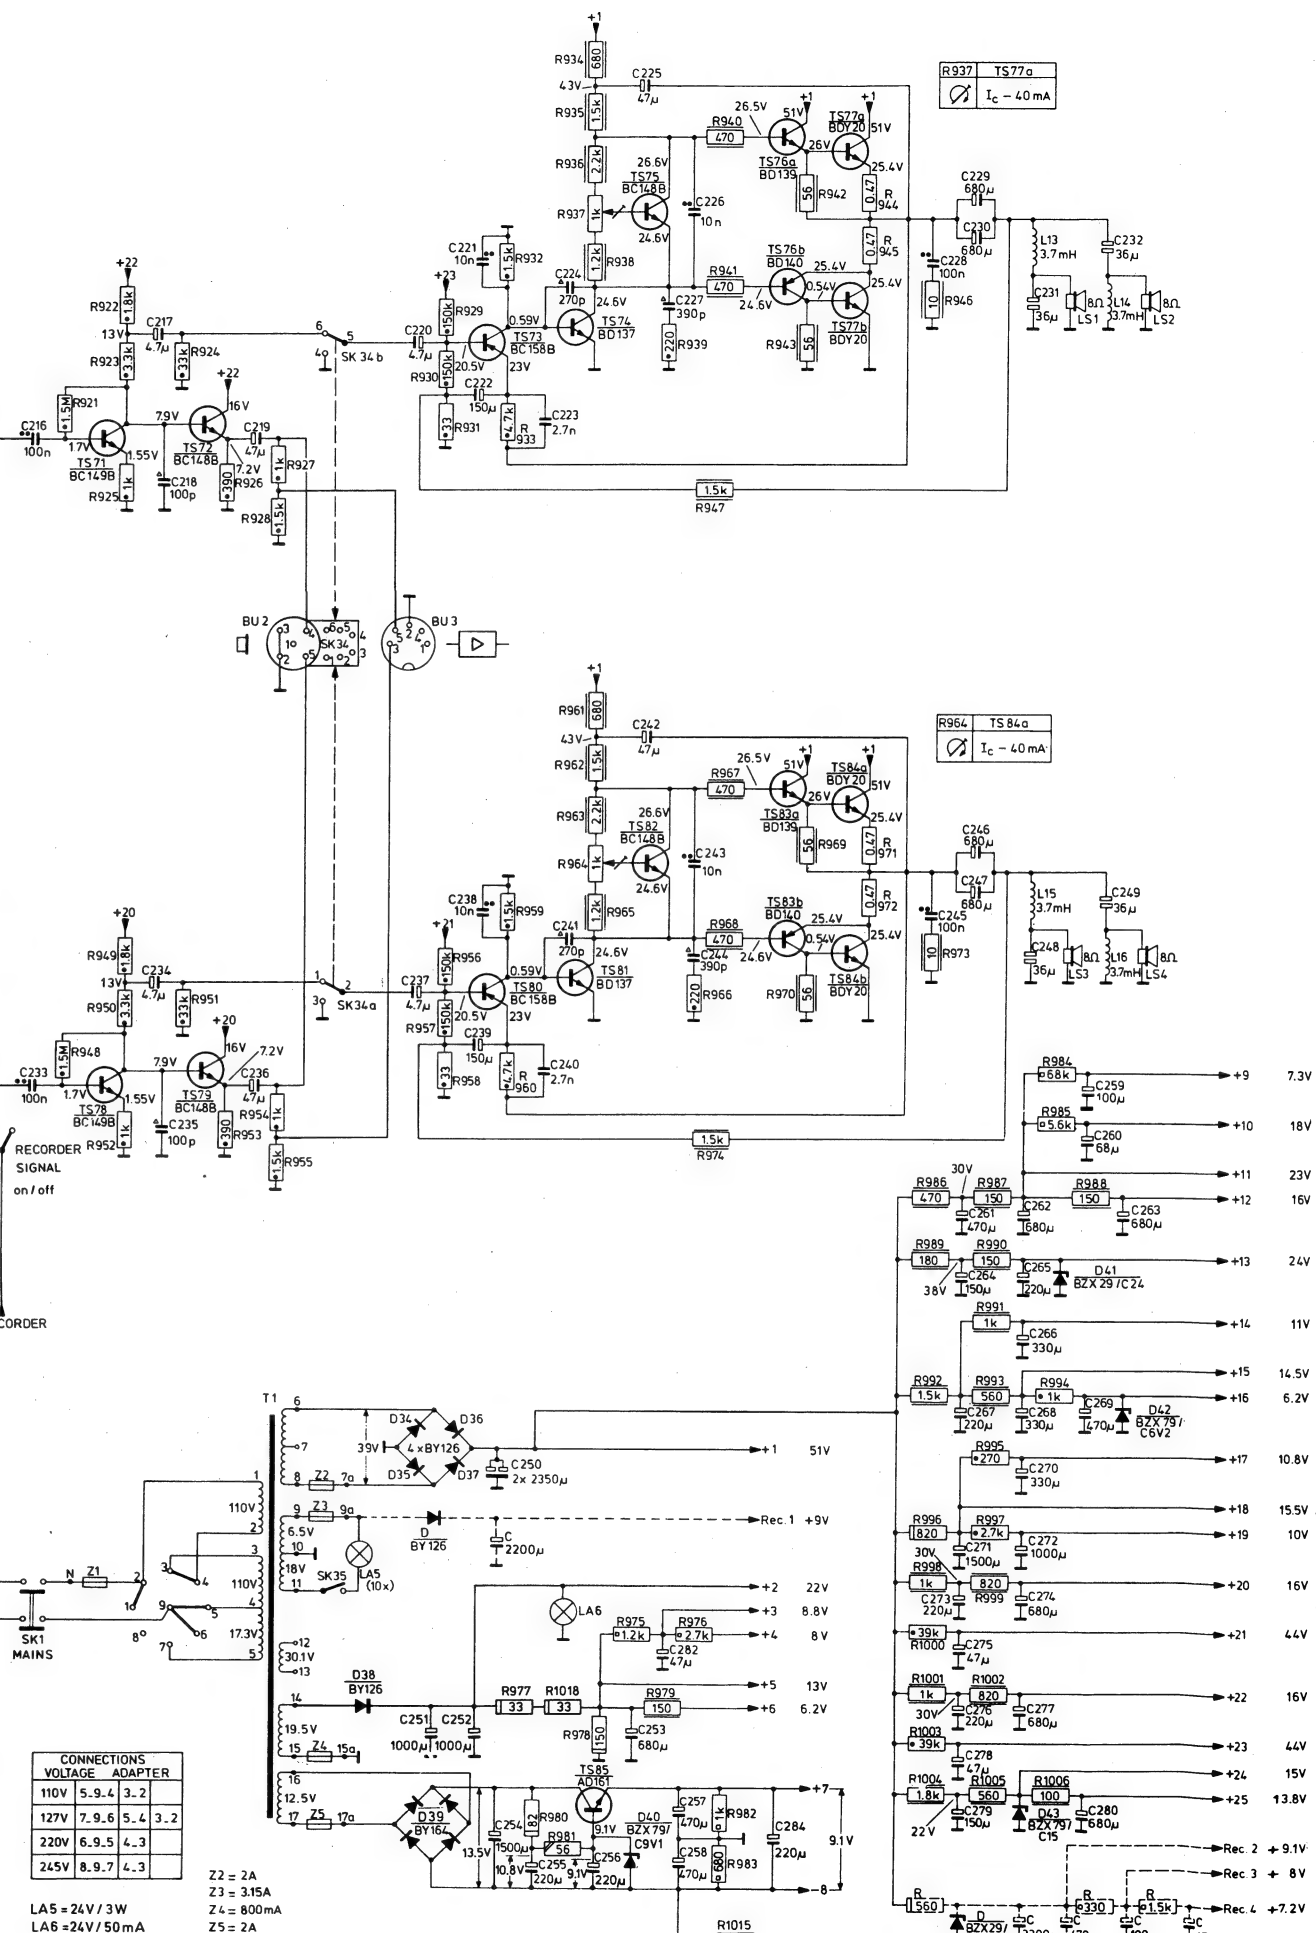 +1
R934
680
C225
47µ
43V
R937 TS77a
Ic – 40mA
R935
1.5k
26.5V
51V
+1
TS77a
BDY20
+1
51V
R940
470
26V
TS76a
BD139
25.4V
R936
2.2k
26.6V
TS75
BC148B
56
R942
0.47
R
944
C229
680µ
R937
1k
C226
10n
24.6V
C230
680µ
0.47
R
945
L13
3.7mH
C232
36µ
C221
10n
1.5k
R932
1.2k
R938
TS76b
BD140
25.4V
C228
100n
C224
270p
R941
470
25.4V
24.6V
0.54V
C231
36µ
8Ω
LS1
L14
3.7mH
8Ω
LS2
10
R946
+22
R922
1.8k
13V
C217
4.7µ
R924
33k
R923
3.3k
+23
R929
150k
6
5
4
SK34b
C220
4.7µ
0.59V
TS73
BC158B
24.6V
TS74
BD137
C227
390p
220
R939
R943
56
TS77b
BDY20
20.5V
23V
R930
150k
C222
150µ
33
R931
4.7k
R
933
C223
2.7n
1.5k
R947
+22
16V
R921
1.5M
7.9V
C216
100n
1.7V
TS71
BC149B
1.55V
TS72
BC148B
C219
47µ
7.2V
1k
R927
R925
1k
C218
100p
390
R926
R928
1.5k
BU2
3
1
2
4
5
6
5
SK34
4
3
1
2
BU3
5
2
4
3
1
+1
R961
680
C242
47µ
43V
R964 TS84a
Ic – 40mA
R962
1.5k
26.5V
51V
+1
TS84a
BDY20
+1
51V
R967
470
26V
TS83a
BD139
25.4V
R963
2.2k
26.6V
TS82
BC148B
56
R969
0.47
R
971
C246
680µ
R964
1k
C243
10n
24.6V
C247
680µ
0.47
R
972
L15
3.7mH
C249
36µ
C238
10n
1.5k
R959
1.2k
R965
TS83b
BD140
25.4V
C245
100n
C241
270p
R968
470
25.4V
24.6V
0.54V
C248
36µ
8Ω
LS3
L16
3.7mH
8Ω
LS4
10
R973
+20
R949
1.8k
13V
C234
4.7µ
R951
33k
R950
3.3k
+21
R956
150k
1
2
3
SK34a
C237
4.7µ
0.59V
TS80
BC158B
24.6V
TS81
BD137
C244
390p
220
R966
R970
56
TS84b
BDY20
20.5V
23V
R957
150k
C239
150µ
33
R958
4.7k
R
960
C240
2.7n
1.5k
R974
+20
16V
R948
1.5M
7.9V
7.2V
C233
100n
1.7V
TS78
BC149B
1.55V
TS79
BC148B
C236
47µ
R954
1k
R952
1k
C235
100p
390
R953
1.5k
R955
RECORDER
SIGNAL
on / off
CORDER
R984
68k
C259
100µ
+9 7.3V
R985
5.6k
C260
68µ
+10 18V
+11 23V
R986
470
30V
R987
150
R988
150
+12 16V
C261
470µ
C262
680µ
C263
680µ
R989
180
R990
150
+13 24V
38V
C264
150µ
C265
220µ
D41
BZX29/C24
R991
1k
C266
330µ
+14 11V
+15 14.5V
R992
1.5k
R993
560
R994
1k
+16 6.2V
C267
220µ
C268
330µ
C269
470µ
D42
BZX79/
C6V2
R995
270
C270
330µ
+17 10.8V
+18 15.5V
R996
820
R997
2.7k
+19 10V
C271
1500µ
C272
1000µ
30V
R998
1k
820
R999
+20 16V
C273
220µ
C274
680µ
39k
R1000
C275
47µ
+21 44V
R1001
1k
R1002
820
+22 16V
30V
C276
220µ
C277
680µ
R1003
39k
C278
47µ
+23 44V
+24 15V
R1004
1.8k
R1005
560
R1006
100
+25 13.8V
22V
C279
150µ
D43
BZX79/
C15
C280
680µ
Rec. 2 + 9.1V
Rec. 3 + 8V
R
560
R
330
R
1.5k
Rec. 4 +7.2V
D
BZX29/
C
C
C
C
T1
6
7
8
39V
Z2
7a
D34
D36
4xBY126
D35
D37
C250
2x 2350µ
+1 51V
9
Z3
9a
6.5V
10
18V
11
SK35
LA5
(10x)
D
BY126
C
2200µ
Rec. 1 +9V
1
110V
2
3
110V
4
17.3V
5
N
Z1
2
1
3
4
9
5
6
8
7
SK1
MAINS
12
30.1V
13
LA6
+2 22V
+3 8.8V
R975
1.2k
R976
2.7k
+4 8V
C282
47µ
+5 13V
D38
BY126
14
19.5V
15
Z4
15a
C251
1000µ
C252
1000µ
R977
33
R1018
33
R979
150
+6 6.2V
R978
150
C253
680µ
16
12.5V
17
Z5
17a
D39
BY164
TS85
AD161
+7
C254
1500µ
13.5V
82
R980
R981
56
10.8V
C255
220µ
9.1V
9.1V
C256
220µ
D40
BZX79/
C9V1
C257
470µ
C258
470µ
1k
R982
680
R983
C284
220µ
9.1V
-8
R1015
CONNECTIONS
VOLTAGE ADAPTER
110V 5-9-4 3-2
127V 7-9-6 5-4 3-2
220V 6-9-5 4-3
245V 8-9-7 4-3
Z2 = 2A
Z3 = 3.15A
Z4 = 800mA
Z5 = 2A
LA5 = 24V / 3W
LA6 = 24V / 50mA